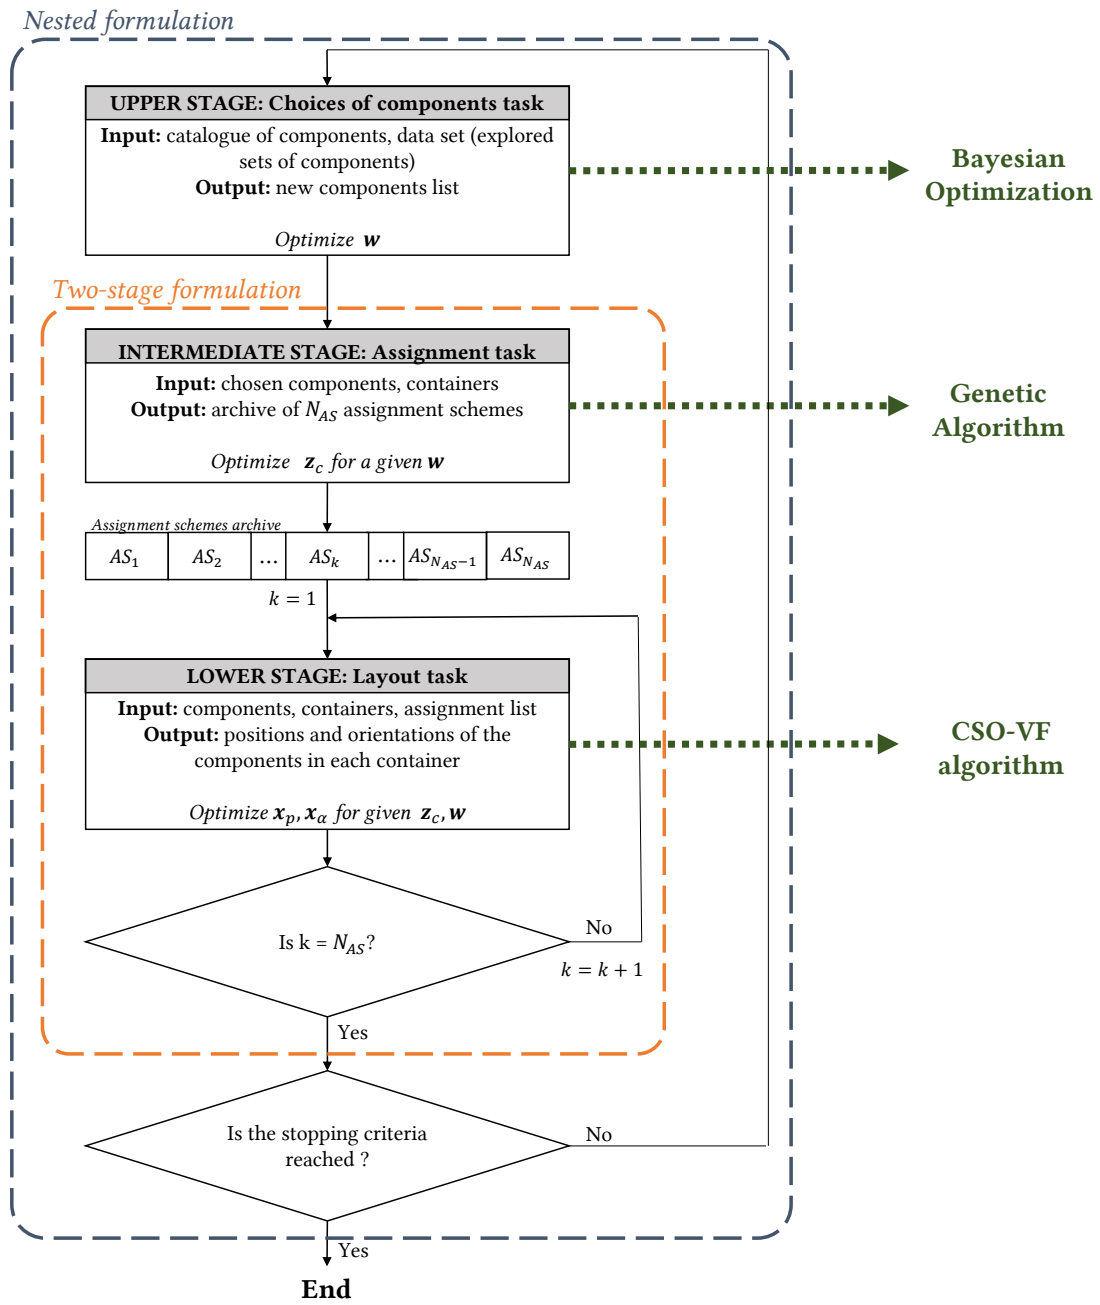 Nested formulation
UPPER STAGE: Choices of components task
Input: catalogue of components, data set (explored
sets of components)
Output: new components list
Optimize w
Bayesian
Optimization
Two-stage formulation
INTERMEDIATE STAGE: Assignment task
Input: chosen components, containers
Output: archive of N_AS assignment schemes
Optimize z_c for a given w
Genetic
Algorithm
Assignment schemes archive
AS_1 AS_2 ... AS_k ... AS_{N_AS-1} AS_{N_AS}
k = 1
LOWER STAGE: Layout task
Input: components, containers, assignment list
Output: positions and orientations of the
components in each container
Optimize x_p, x_α for given z_c, w
CSO-VF
algorithm
Is k = N_AS?
No
k = k + 1
Yes
Is the stopping criteria
reached ?
No
Yes
End